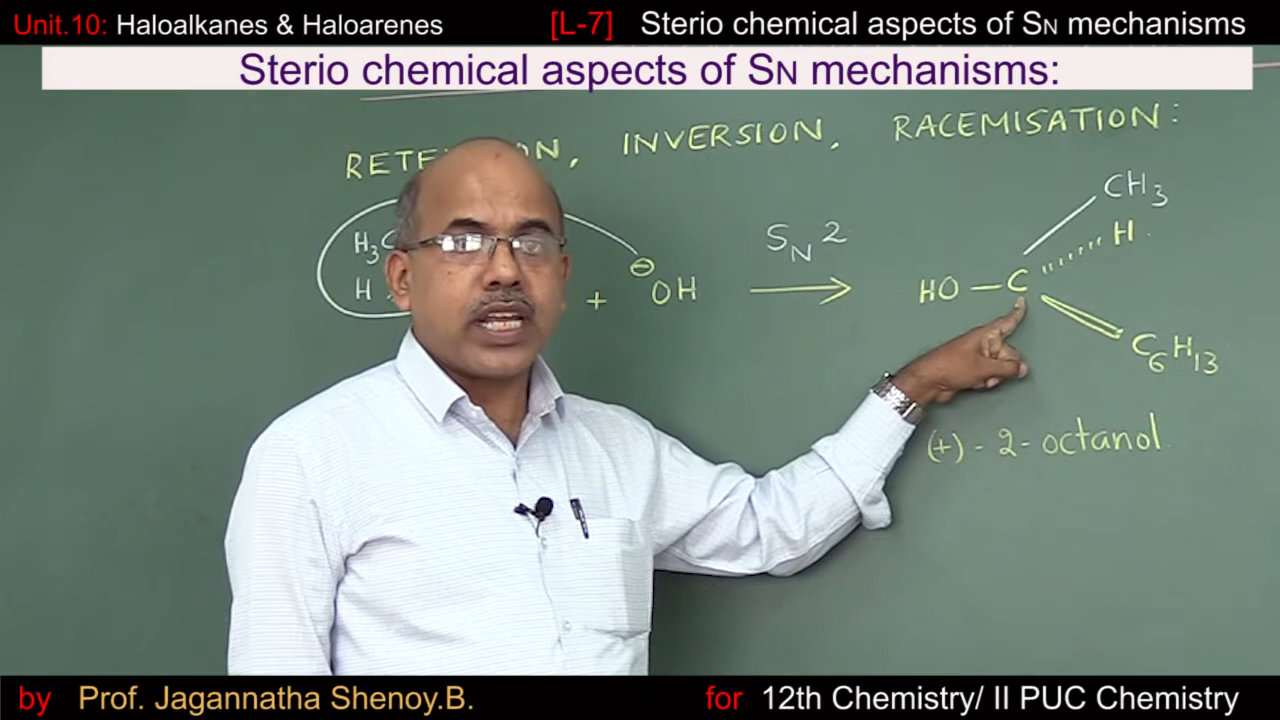 Unit.10: Haloalkanes & Haloarenes [L-7] Sterio chemical aspects of SN mechanisms
Sterio chemical aspects of SN mechanisms:
INVERSION, RACEMISATION:
CH3
H3C SN2 H
H + ⊖OH HO – C
C6H13
(+) - 2 - octanol
by Prof. Jagannatha Shenoy.B. for 12th Chemistry/ II PUC Chemistry